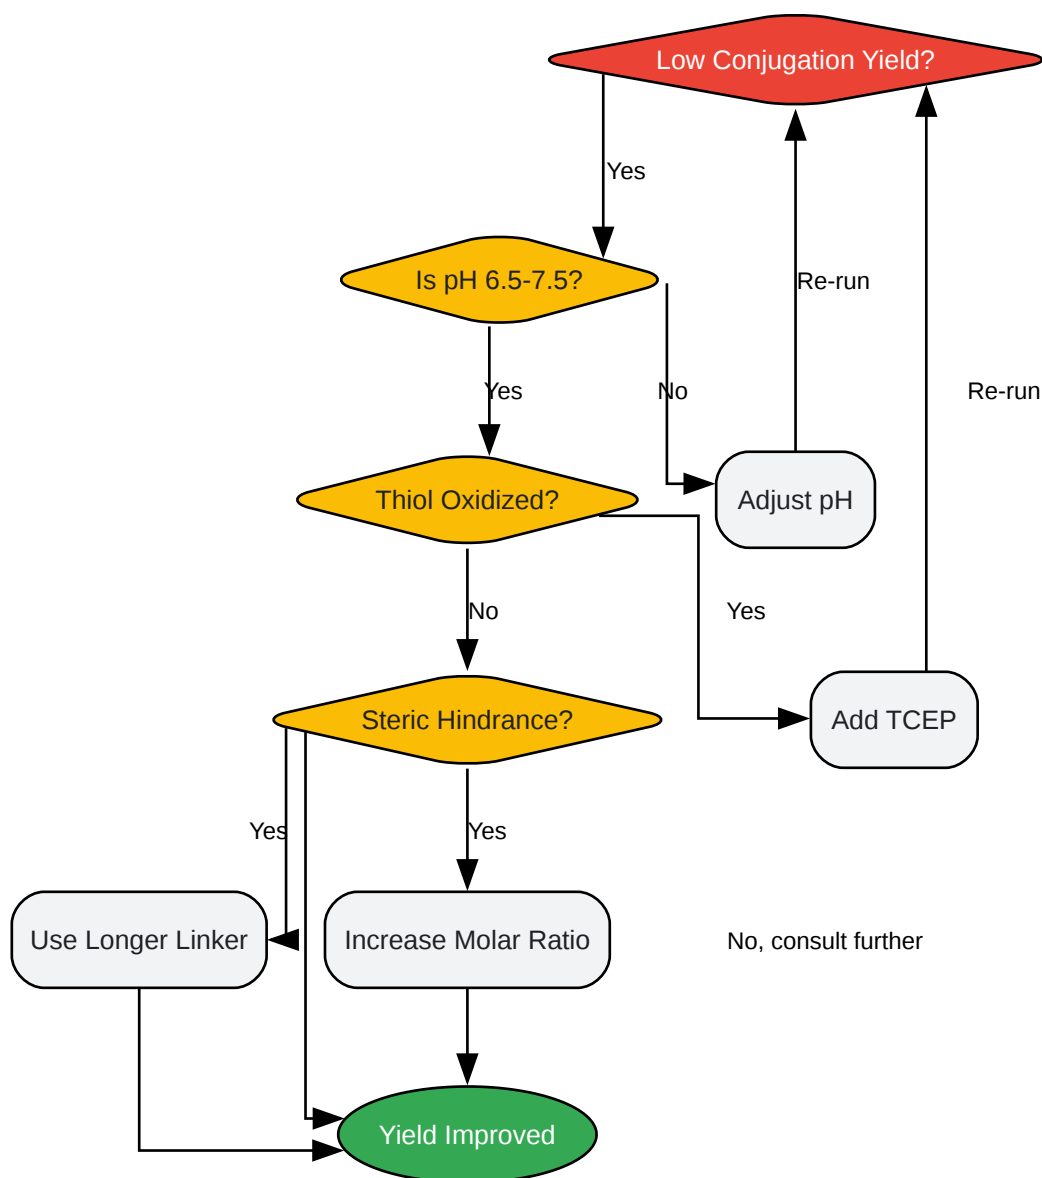 Low Conjugation Yield?
Yes
Is pH 6.5-7.5?
Re-run
Yes
No
Re-run
Thiol Oxidized?
Adjust pH
No
Yes
Steric Hindrance?
Add TCEP
Yes
Yes
Use Longer Linker
Increase Molar Ratio
No, consult further
Yield Improved